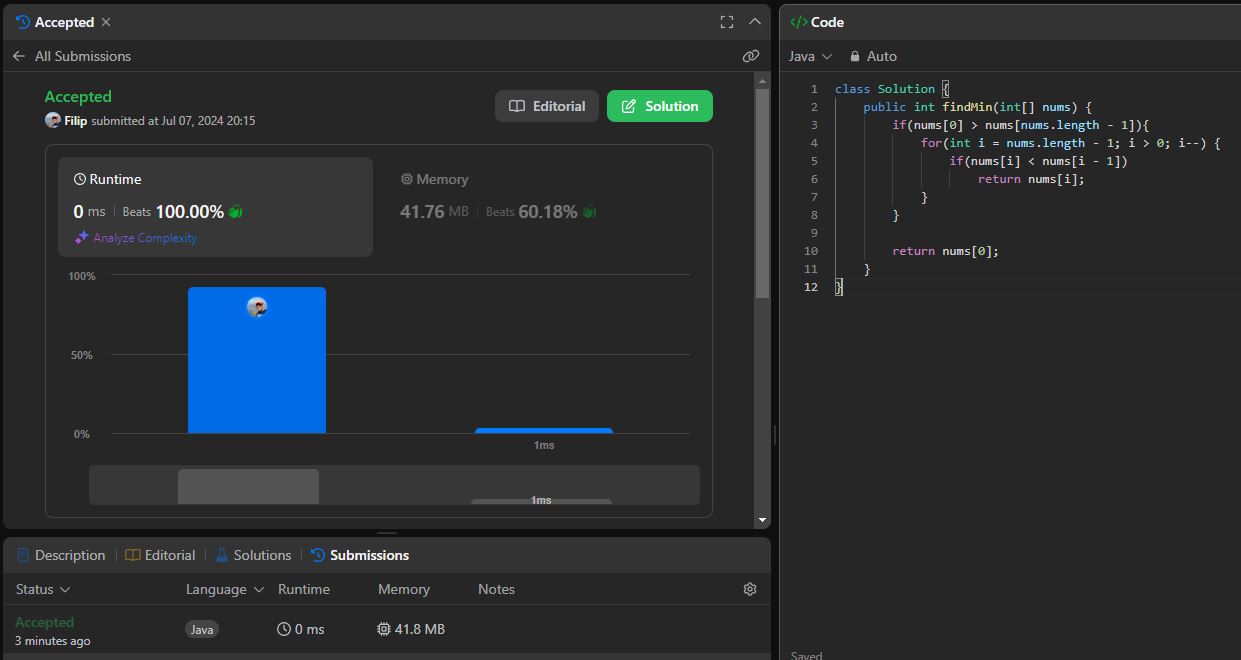 Accepted
All Submissions
Accepted
Filip submitted at Jul 07, 2024 20:15
Editorial
Solution
Runtime
0 ms | Beats 100.00%
Analyze Complexity
Memory
41.76 MB | Beats 60.18%
100%
50%
0%
1ms
1ms
Description | Editorial | Solutions | Submissions
Status Language Runtime Memory Notes
Accepted
3 minutes ago
Java
0 ms
41.8 MB
</> Code
Java Auto
1 class Solution {
2 public int findMin(int[] nums) {
3 if(nums[0] > nums[nums.length - 1]){
4 for(int i = nums.length - 1; i > 0; i--) {
5 if(nums[i] < nums[i - 1])
6 return nums[i];
7 }
8 }
9
10 return nums[0];
11 }
12 }
Saved